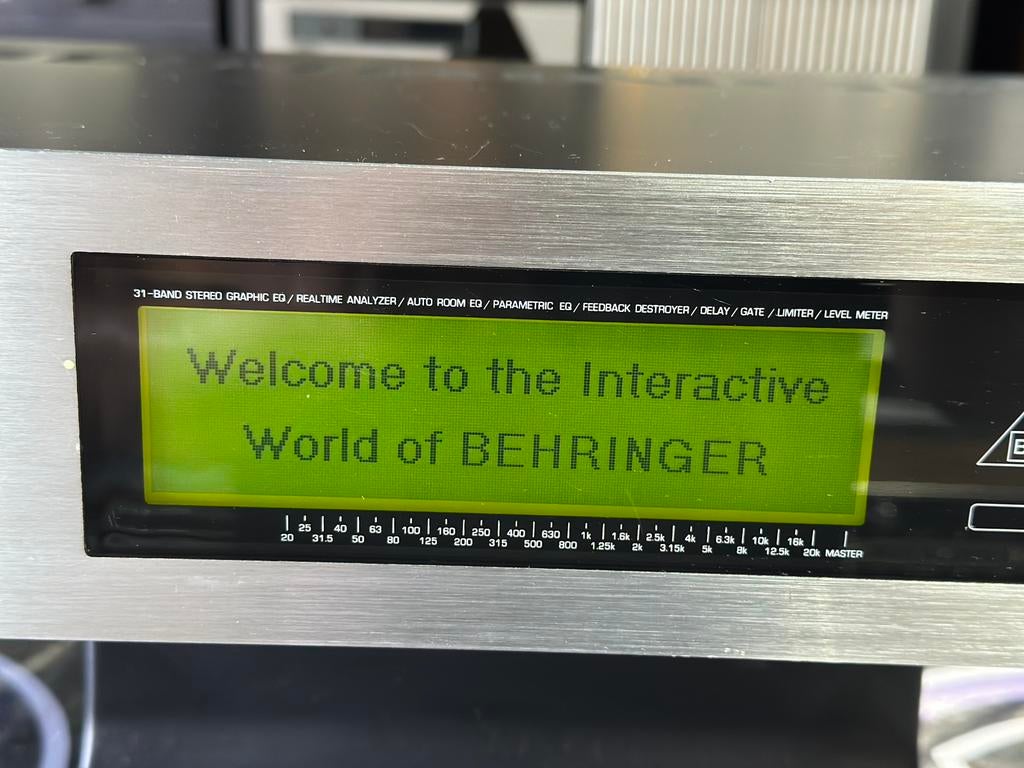 31-BAND STEREO GRAPHIC EQ / REALTIME ANALYZER / AUTO ROOM EQ / PARAMETRIC EQ / FEEDBACK DESTROYER / DELAY / GATE / LIMITER / LEVEL METER
Welcome to the Interactive
World of BEHRINGER
25 40 63 100 160 250 400 630 1k 1.6k 2.5k 4k 6.3k 10k 16k
20 31.5 50 80 125 200 315 500 800 1.25k 2k 3.15k 5k 8k 12.5k 20k MASTER